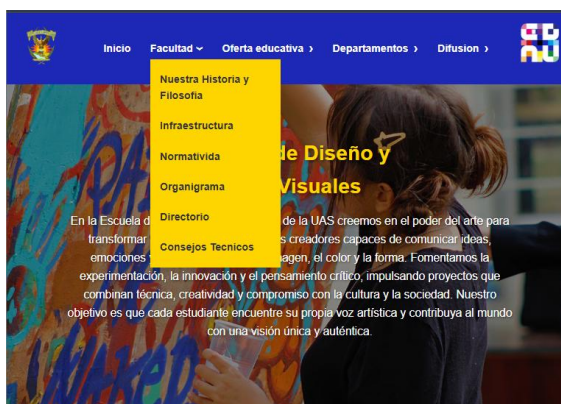 Inicio Facultad Oferta educativa › Departamentos › Difusion ›
Nuestra Historia y
Filosofia
Infraestructura
Normativida
Organigrama
Directorio
Consejos Tecnicos
de Diseño y
Visuales
En la Escuela d de la UAS creemos en el poder del arte para
transformar s creadores capaces de comunicar ideas,
emociones agen, el color y la forma. Fomentamos la
experimentación, la innovación y el pensamiento crítico, impulsando proyectos que
combinan técnica, creatividad y compromiso con la cultura y la sociedad. Nuestro
objetivo es que cada estudiante encuentre su propia voz artística y contribuya al mundo
con una visión única y auténtica.